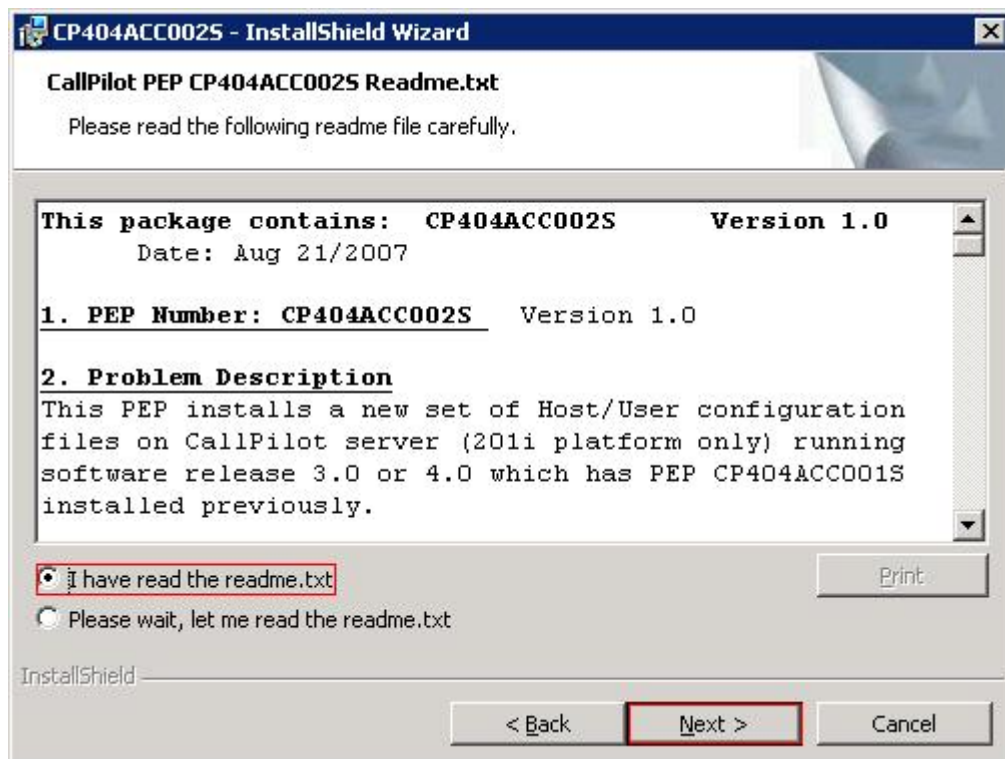 CP404ACC002S - InstallShield Wizard
CallPilot PEP CP404ACC002S Readme.txt
Please read the following readme file carefully.
This package contains: CP404ACC002S Version 1.0
Date: Aug 21/2007
1. PEP Number: CP404ACC002S Version 1.0
2. Problem Description
This PEP installs a new set of Host/User configuration
files on CallPilot server (201i platform only) running
software release 3.0 or 4.0 which has PEP CP404ACC001S
installed previously.
I have read the readme.txt
Print
Please wait, let me read the readme.txt
InstallShield
< Back Next > Cancel